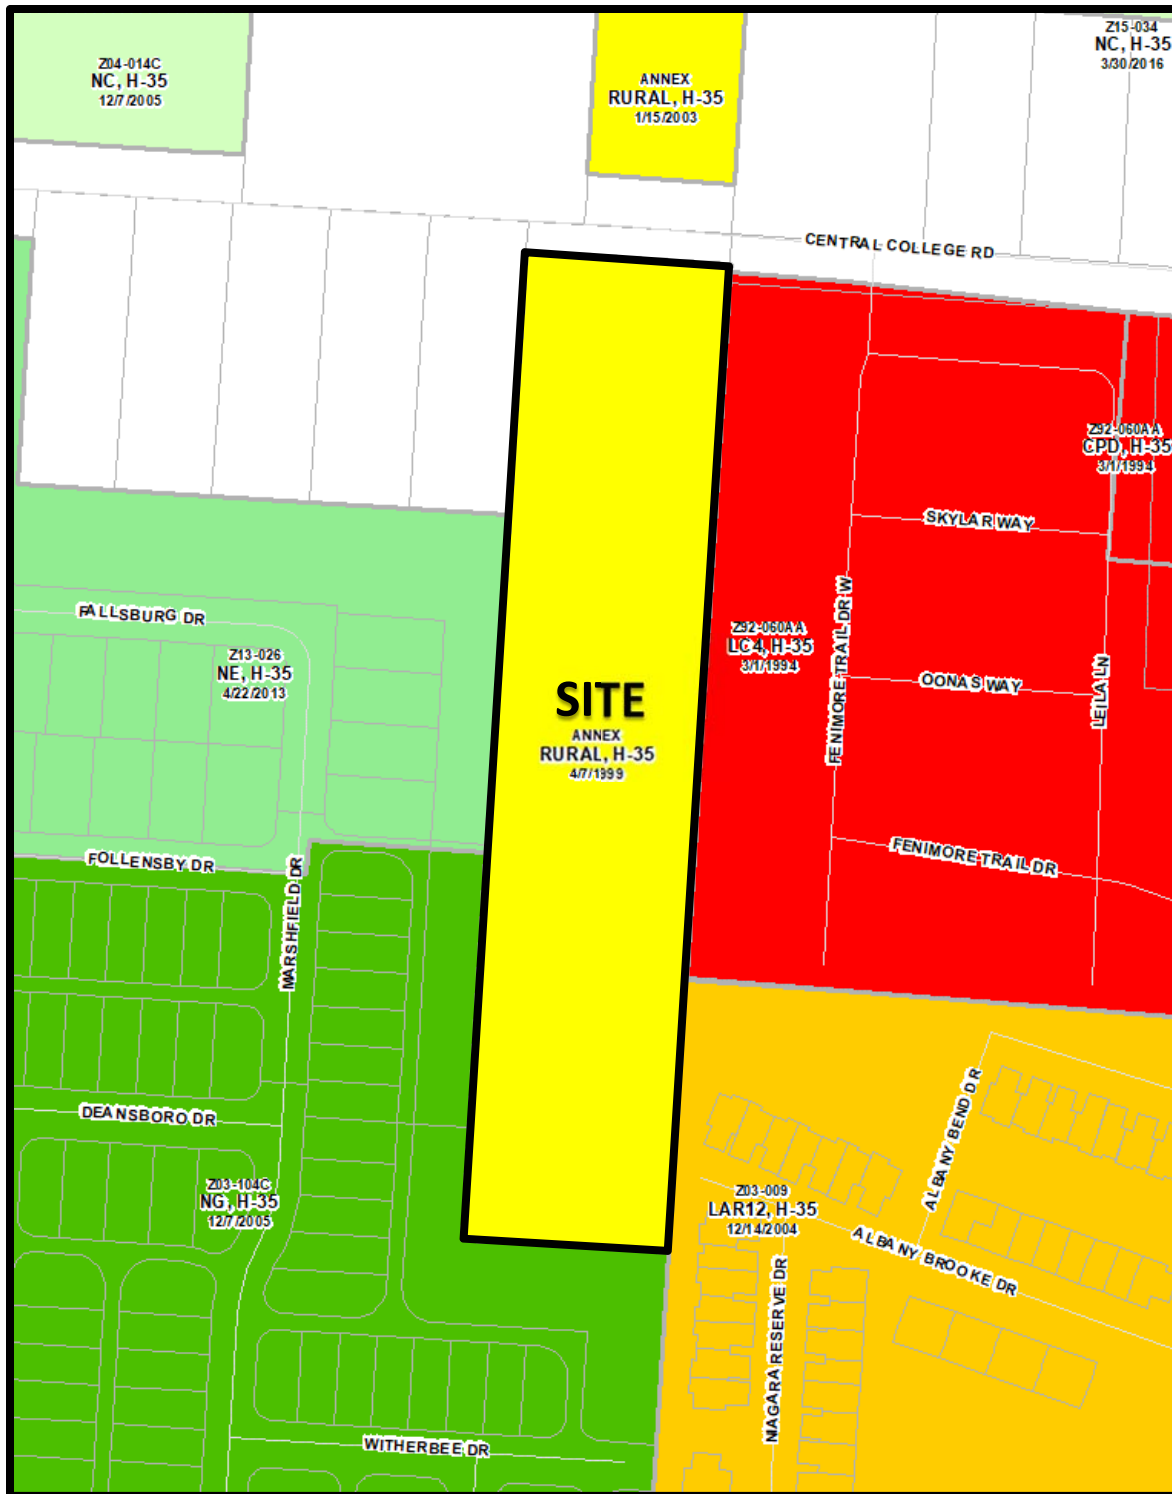 Z04-014C
NC, H-35
12/7/2005
ANNEX
RURAL, H-35
1/15/2003
Z15-034
NC, H-35
3/30/2016
CENTRAL COLLEGE RD
Z92-060AA
CPD, H-35
3/1/1994
SKYLAR WAY
FALLSBURG DR
Z13-026
NE, H-35
4/22/2013
Z92-060AA
LC4, H-35
3/1/1994
FENIMORE TRAIL DR W
OONAS WAY
LEILA LN
SITE
ANNEX
RURAL, H-35
4/7/1999
FOLLENSBY DR
MARSHFIELD DR
FENIMORE TRAIL DR
DEANSBORO DR
ALBANY BEND DR
Z03-104C
NG, H-35
12/7/2005
Z03-009
LAR12, H-35
12/14/2004
ALBANY BROOKE DR
NIAGARA RESERVE DR
WITHERBEE DR